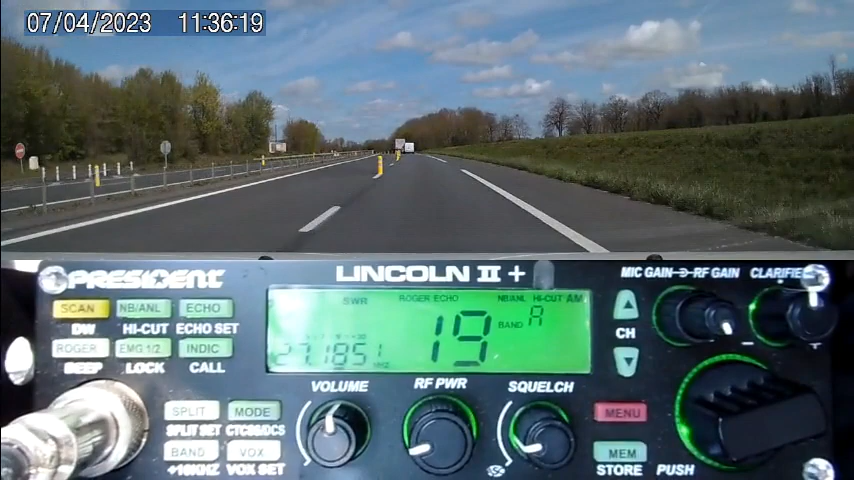 07/04/2023 11:36:19
PRESIDENT LINCOLN II + MIC GAIN RF GAIN CLARIFIE
SCAN NB/ANL ECHO
DW HI-CUT ECHO SET
ROGER EMG 1/2 INDIC
BEEP LOCK CALL
SWR ROGER ECHO NB/ANL HI-CUT AM
19 BAND A
27.1851
CH
VOLUME RF PWR SQUELCH
SPLIT MODE
SPLIT SET CTCSS/DCS
BAND VOX
+10KHZ VOX SET
MENU
MEM
STORE PUSH